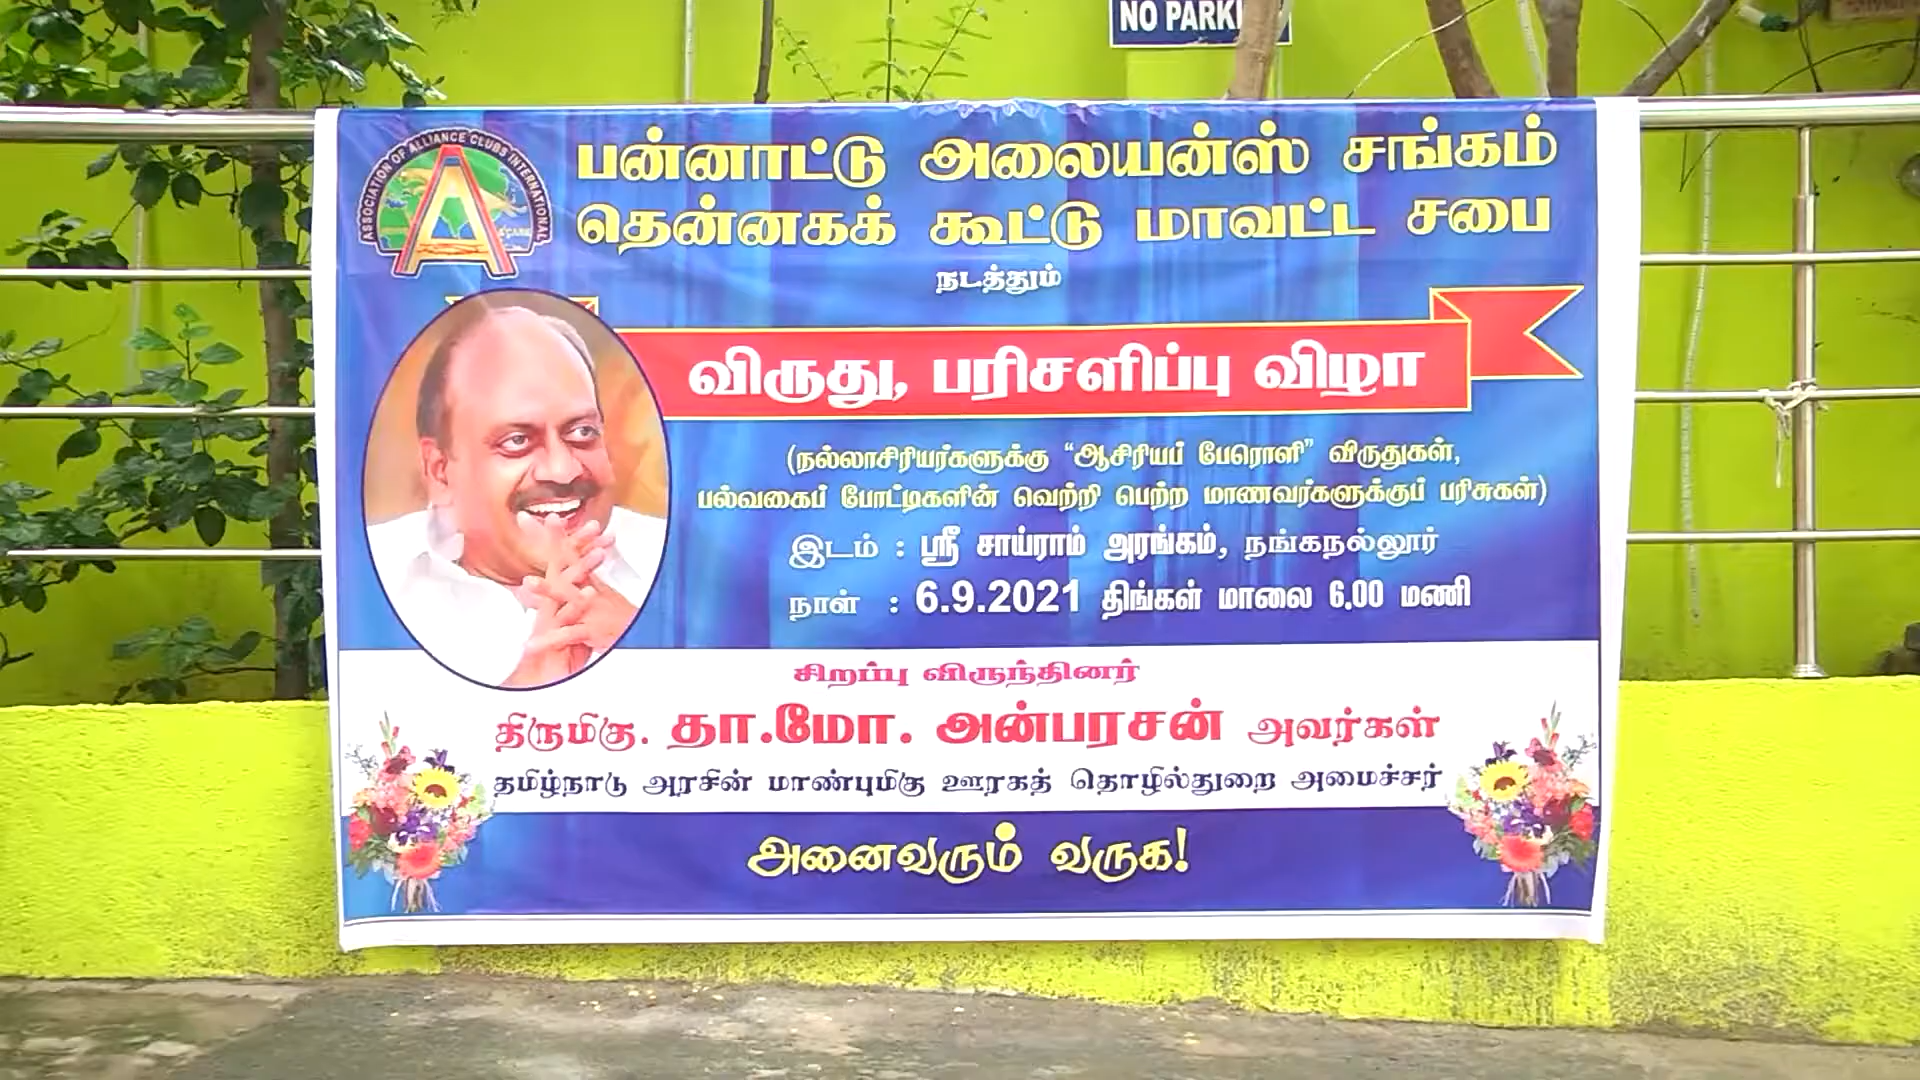 NO PARKI
ASSOCIATION OF ALLIANCE CLUBS INTERNATIONAL
A
பன்னாட்டு அலையன்ஸ் சங்கம்
தென்னகக் கூட்டு மாவட்ட சபை
நடத்தும்
விருது, பரிசளிப்பு விழா
(நல்லாசிரியர்களுக்கு “ஆசிரியப் பேரொளி” விருதுகள்,
பல்வகைப் போட்டிகளின் வெற்றி பெற்ற மாணவர்களுக்குப் பரிசுகள்)
இடம் : ஸ்ரீ சாய்ராம் அரங்கம், நங்கநல்லூர்
நாள் : 6.9.2021 திங்கள் மாலை 6.00 மணி
சிறப்பு விருந்தினர்
திருமிகு. தா.மோ. அன்பரசன் அவர்கள்
தமிழ்நாடு அரசின் மாண்புமிகு ஊரகத் தொழில்துறை அமைச்சர்
அனைவரும் வருக!